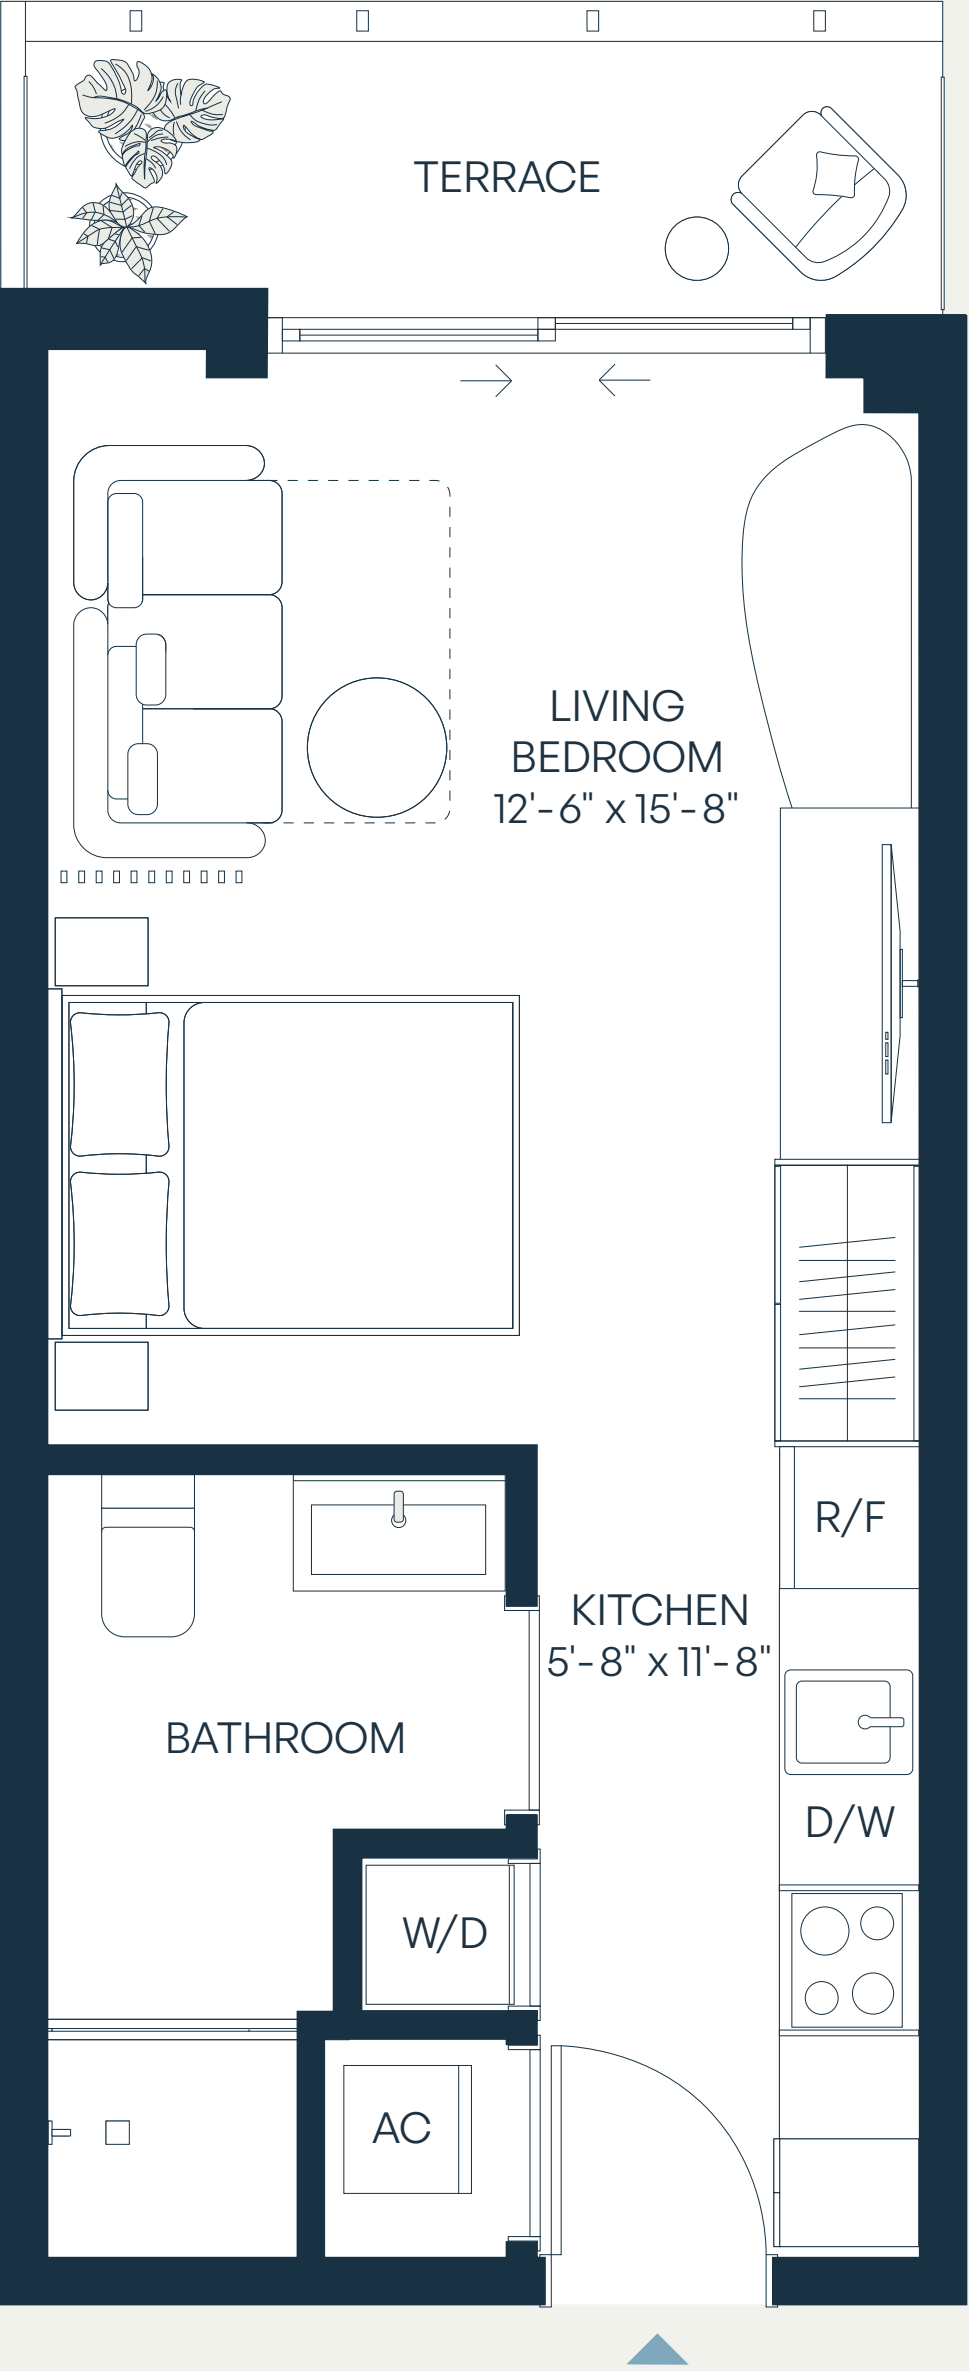 TERRACE
LIVING
BEDROOM
12'-6" x 15'-8"
R/F
KITCHEN
5'-8" x 11'-8"
BATHROOM
D/W
W/D
AC